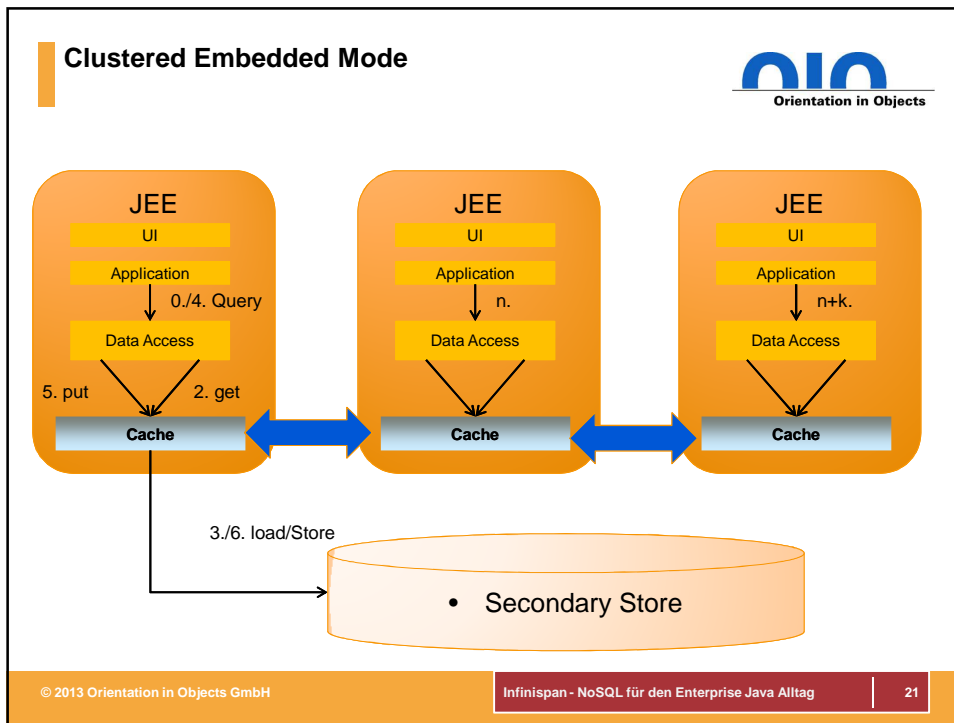 Clustered Embedded Mode
OIO
Orientation in Objects
JEE
UI
Application
0./4. Query
Data Access
5. put
2. get
Cache
JEE
UI
Application
n.
Data Access
Cache
JEE
UI
Application
n+k.
Data Access
Cache
3./6. load/Store
• Secondary Store
© 2013 Orientation in Objects GmbH
Infinispan - NoSQL für den Enterprise Java Alltag
21